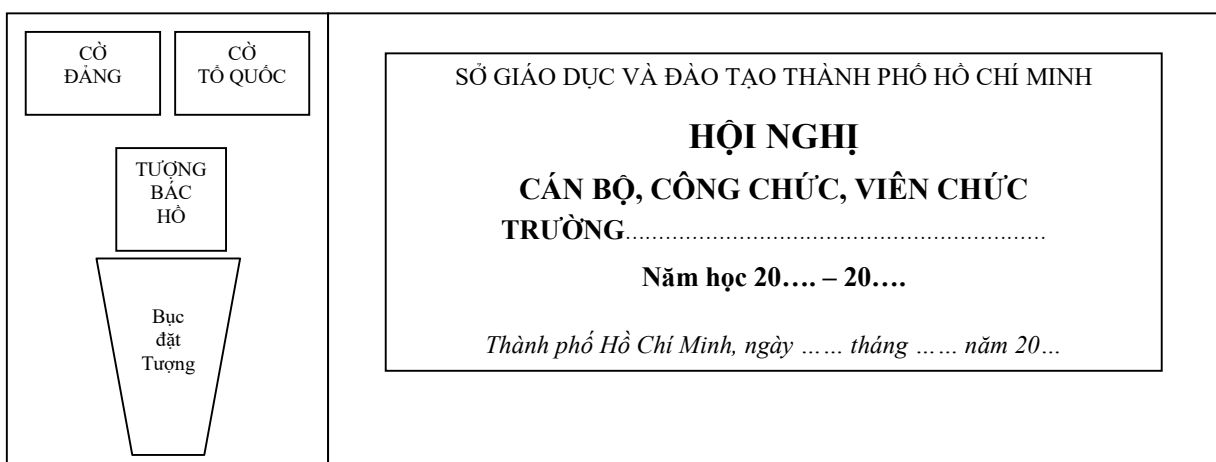 CỜ
ĐẢNG
CỜ
TỔ QUỐC
TƯỢNG
BÁC
HỒ
Bục
đặt
Tượng
SỞ GIÁO DỤC VÀ ĐÀO TẠO THÀNH PHỐ HỒ CHÍ MINH
HỘI NGHỊ
CÁN BỘ, CÔNG CHỨC, VIÊN CHỨC
TRƯỜNG...............................................................
Năm học 20…. – 20….
Thành phố Hồ Chí Minh, ngày …… tháng …… năm 20…